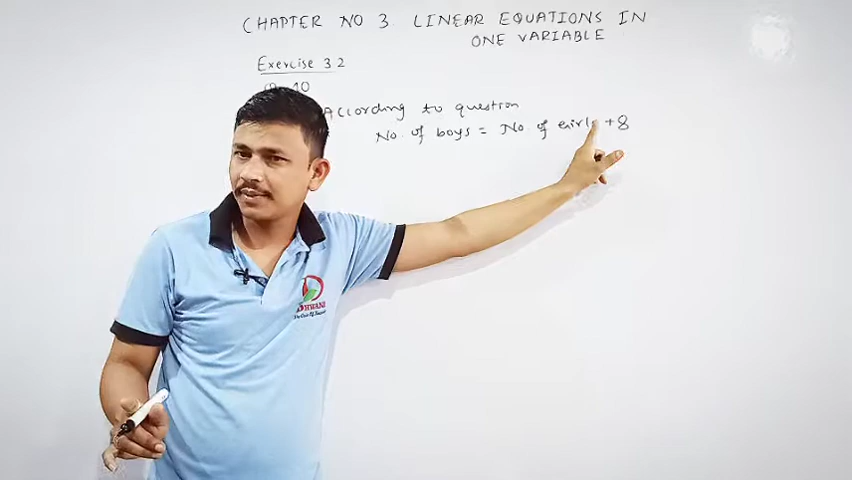 CHAPTER NO 3. LINEAR EQUATIONS IN
ONE VARIABLE
Exercise 3.2
10
According to question
No. of boys = No. of girls +8